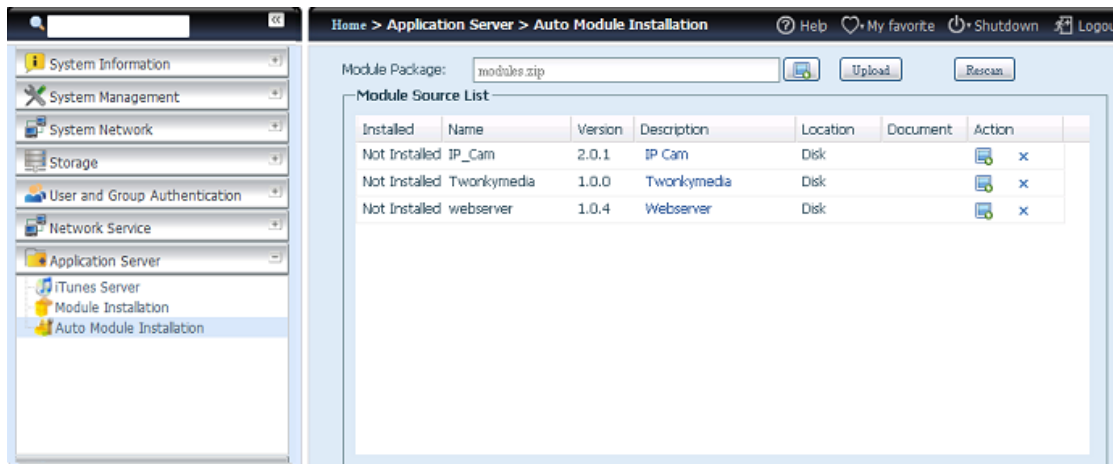 Home > Application Server > Auto Module Installation Help My favorite Shutdown Logou
System Information
System Management
System Network
Storage
User and Group Authentication
Network Service
Application Server
iTunes Server
Module Installation
Auto Module Installation
Module Package: modules.zip Upload Rescan
Module Source List
Installed Name Version Description Location Document Action
Not Installed IP_Cam 2.0.1 IP Cam Disk
Not Installed Twonkymedia 1.0.0 Twonkymedia Disk
Not Installed webserver 1.0.4 Webserver Disk